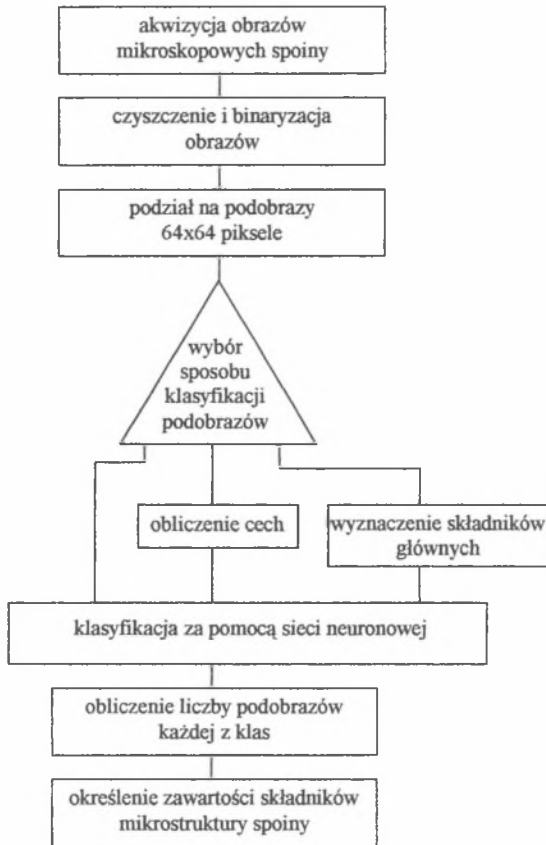 akwizycja obrazów
mikroskopowych spoiny
czyszczenie i binaryzacja
obrazów
podział na podobrazy
64x64 piksele
wybór
sposobu
klasyfikacji
podobrazów
obliczenie cech
wyznaczenie składników
głównych
klasyfikacja za pomocą sieci neuronowej
obliczenie liczby podobrazów
każdej z klas
określenie zawartości składników
mikrostruktury spoiny